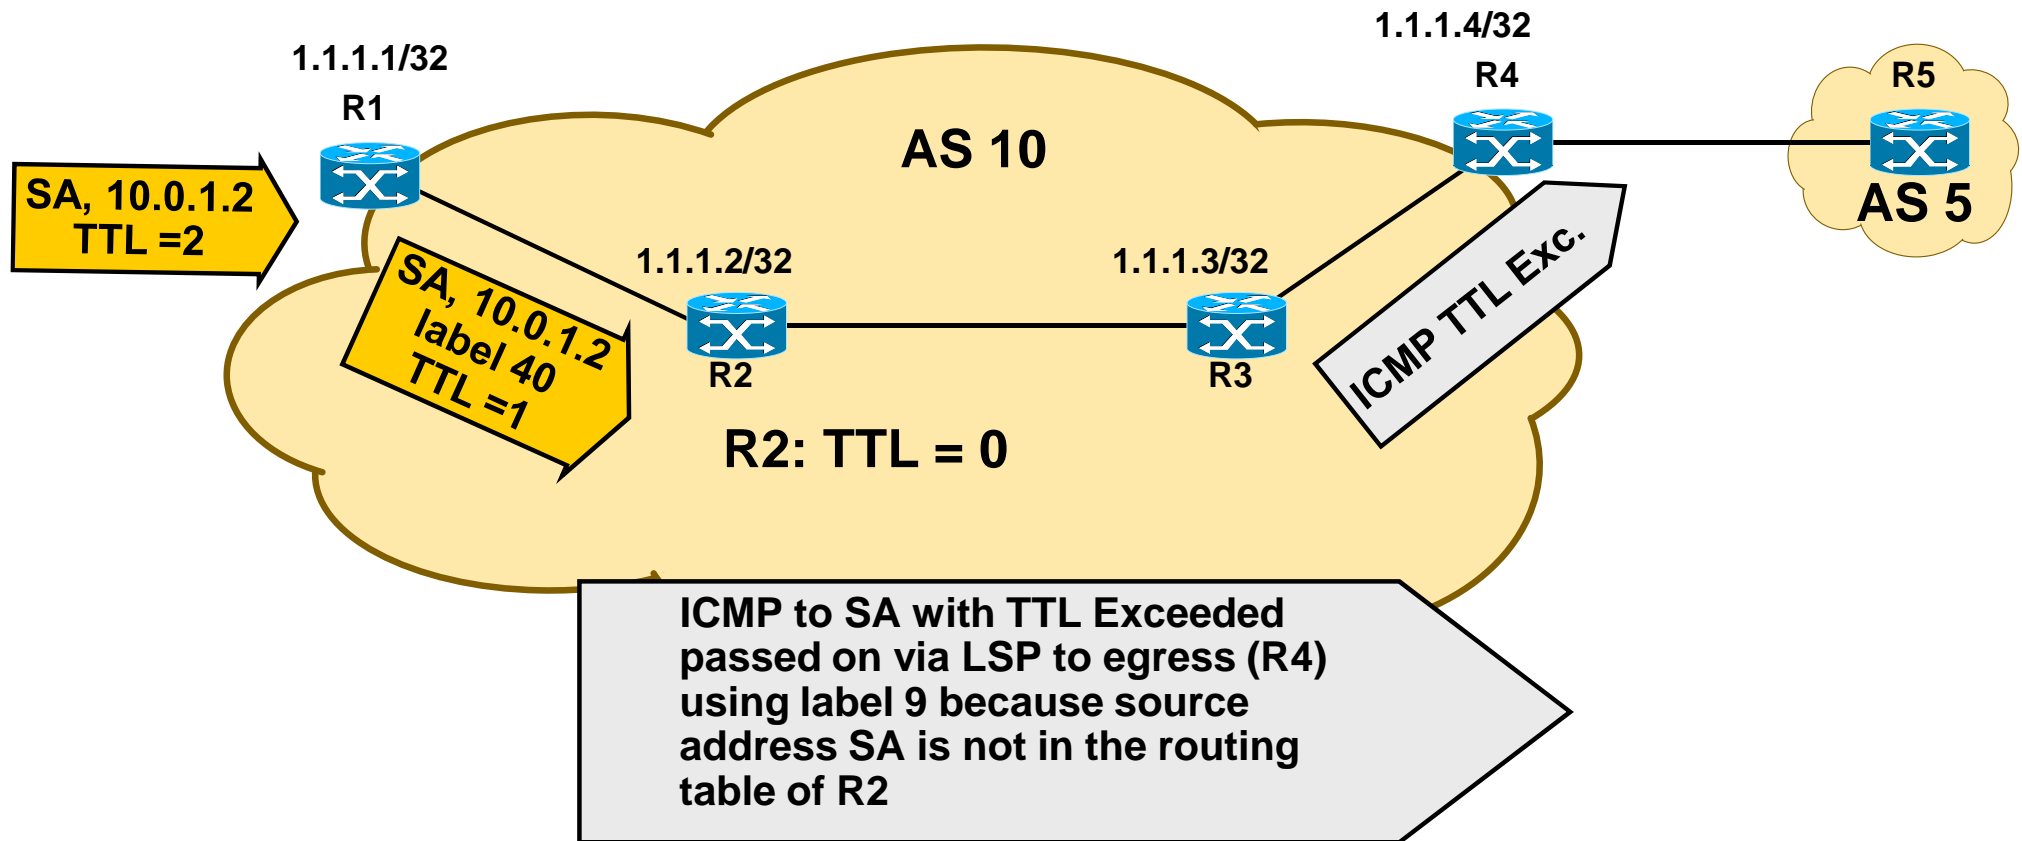 1.1.1.4/32
R4
R5
1.1.1.1/32
R1
AS 10
SA, 10.0.1.2
TTL =2
AS 5
1.1.1.2/32
1.1.1.3/32
SA, 10.0.1.2
label 40
TTL =1
R2
R3
ICMP TTL Exc.
R2: TTL = 0
ICMP to SA with TTL Exceeded
passed on via LSP to egress (R4)
using label 9 because source
address SA is not in the routing
table of R2